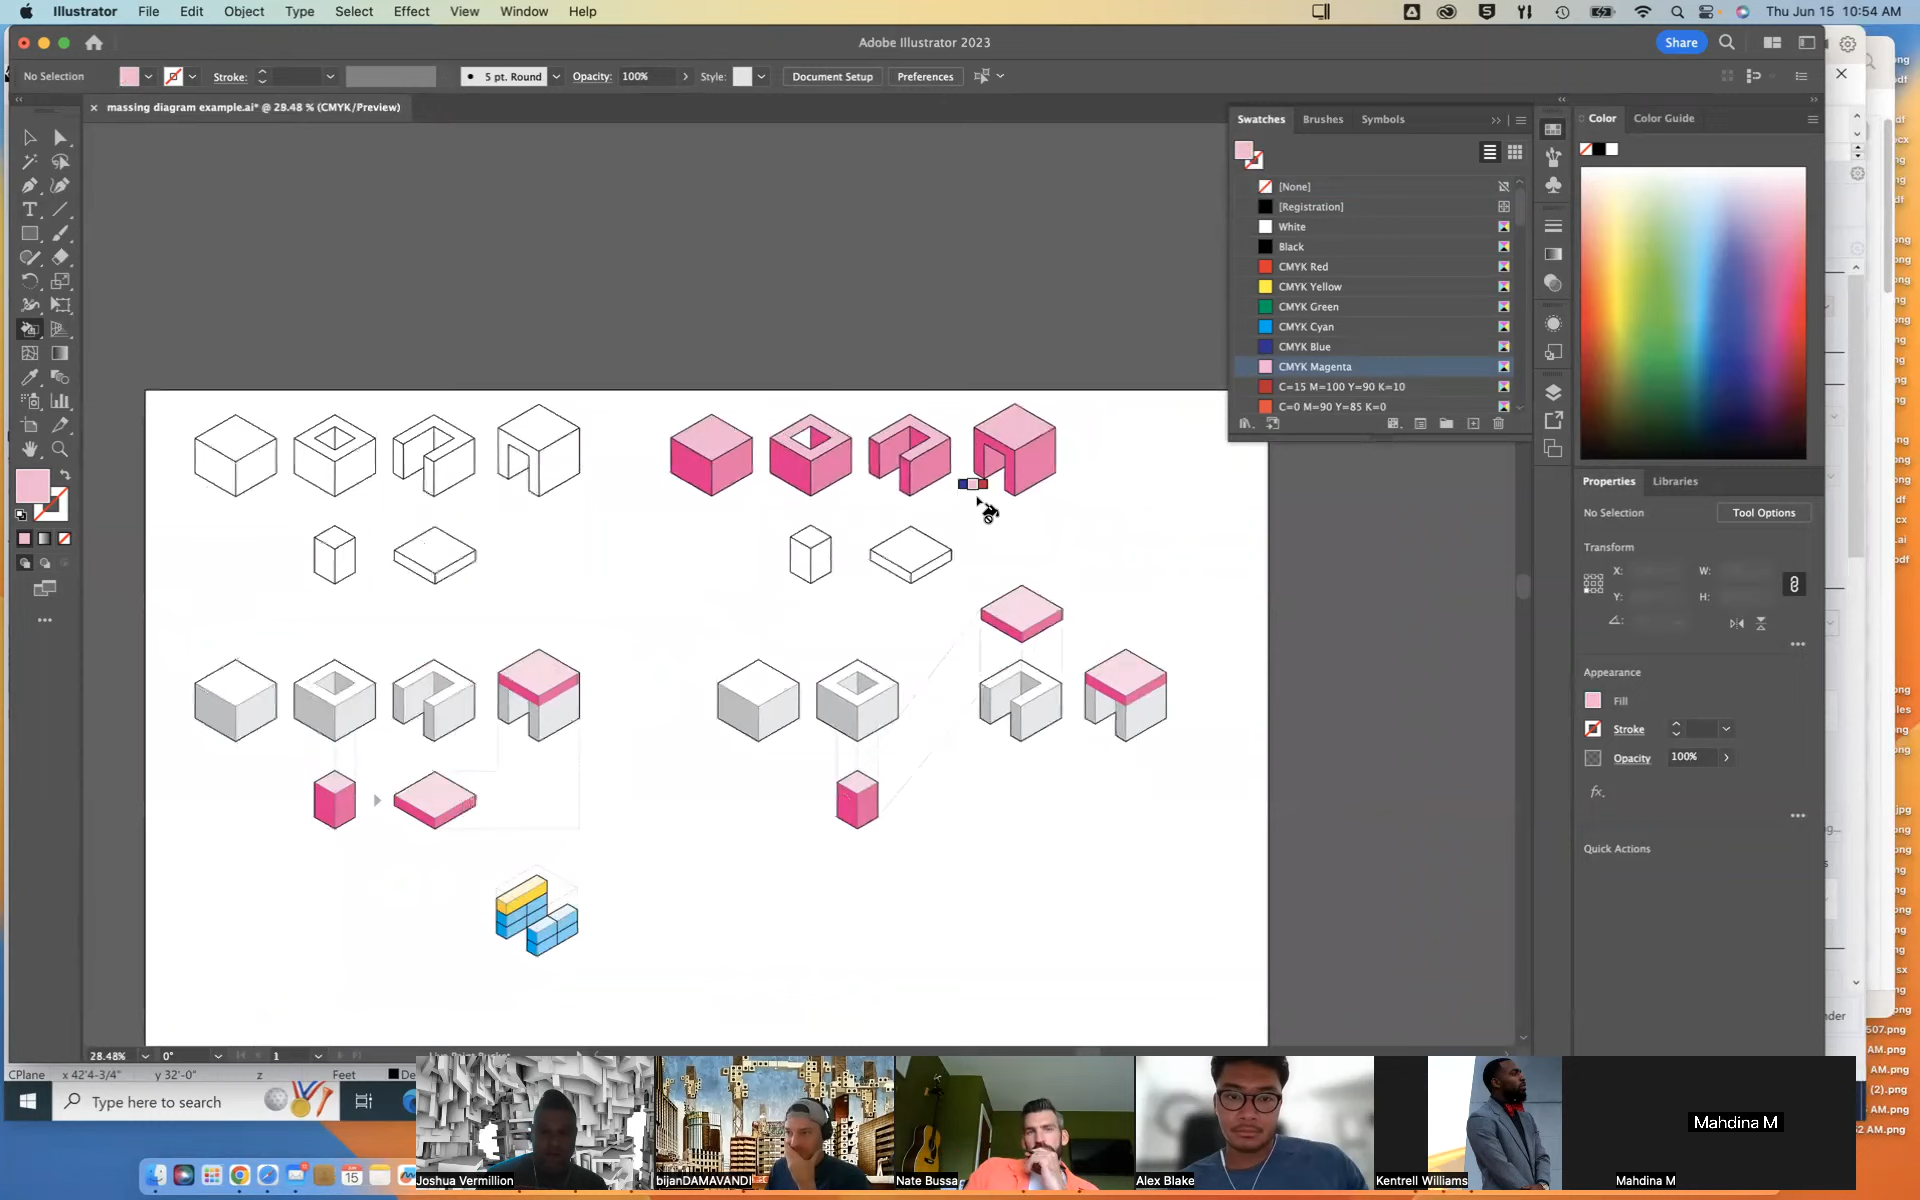 Illustrator File Edit Object Type Select Effect View Window Help
Thu Jun 15 10:54 AM
Adobe Illustrator 2023
Share
No Selection
Stroke:
5 pt. Round
Opacity: 100%
Style:
Document Setup
Preferences
massing diagram example.ai* @ 28.48 % (CMYK/Preview)
Swatches Brushes Symbols
[None]
[Registration]
White
Black
CMYK Red
CMYK Yellow
CMYK Green
CMYK Cyan
CMYK Blue
CMYK Magenta
C=15 M=100 Y=90 K=10
C=0 M=90 Y=85 K=0
Color Color Guide
Properties Libraries
No Selection
Tool Options
Transform
X: W:
Y: H:
Appearance
Fill
Stroke
Opacity 100%
fx.
Quick Actions
28.48% 0° 1
CPlane x 42'4-3/4" y 32'-0" z Feet
Type here to search
15
Joshua Vermillion
bijanDAMAVANDI
Nate Bussa
Alex Blake
Kentrell Williams
Mahdina M
Mahdina M